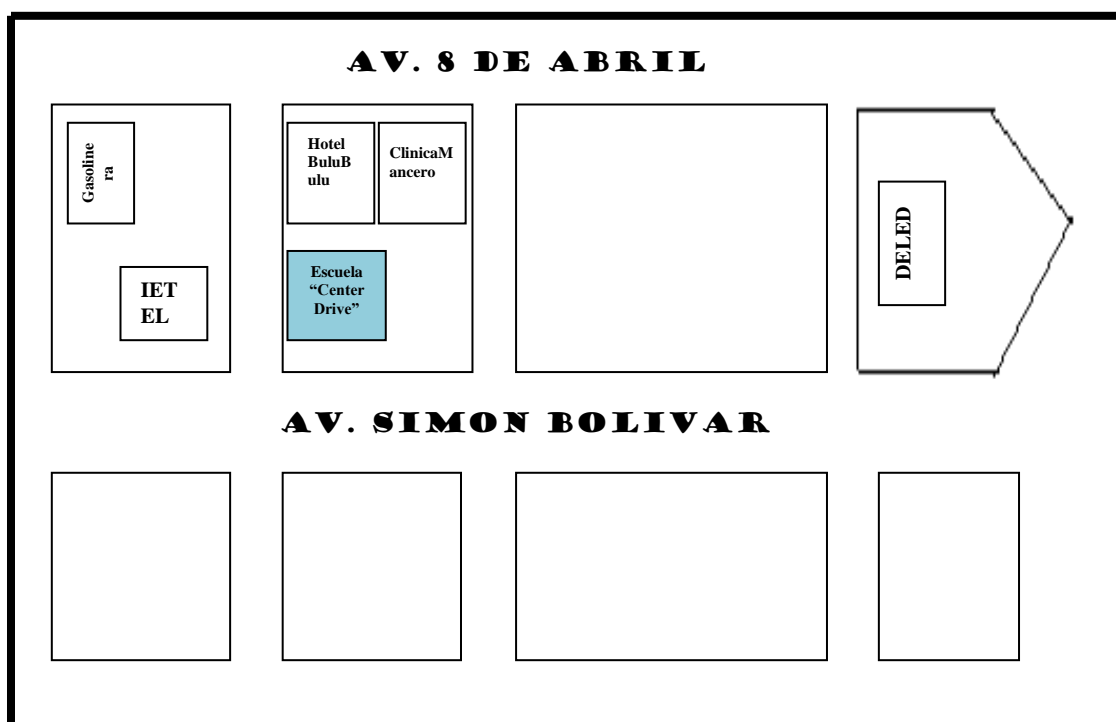 AV. 8 DE ABRIL
Gasoline
ra
Hotel
BuluB
ulu
ClinicaM
ancero
DELED
Escuela
“Center
Drive”
IET
EL
AV. SIMON BOLIVAR